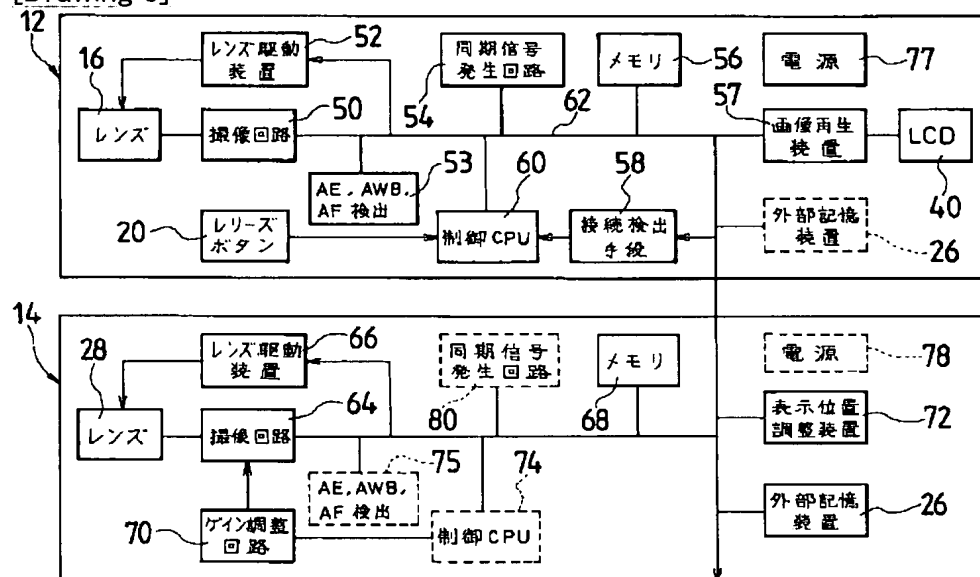 12
16
レンズ
レンズ駆動
装置
52
50
撮像回路
同期信号
発生回路
54
メモリ
56
電源
77
62
57
画像再生
装置
LCD
40
AE, AWB,
AF検出
53
60
制御CPU
58
接続検出
手段
20
レリーズ
ボタン
外部記憶
装置
26
14
28
レンズ
レンズ駆動
装置
66
64
撮像回路
同期信号
発生回路
80
メモリ
68
電源
78
表示位置
調整装置
72
AE, AWB,
AF検出
75
74
制御CPU
70
ゲイン調整
回路
外部記憶
装置
26